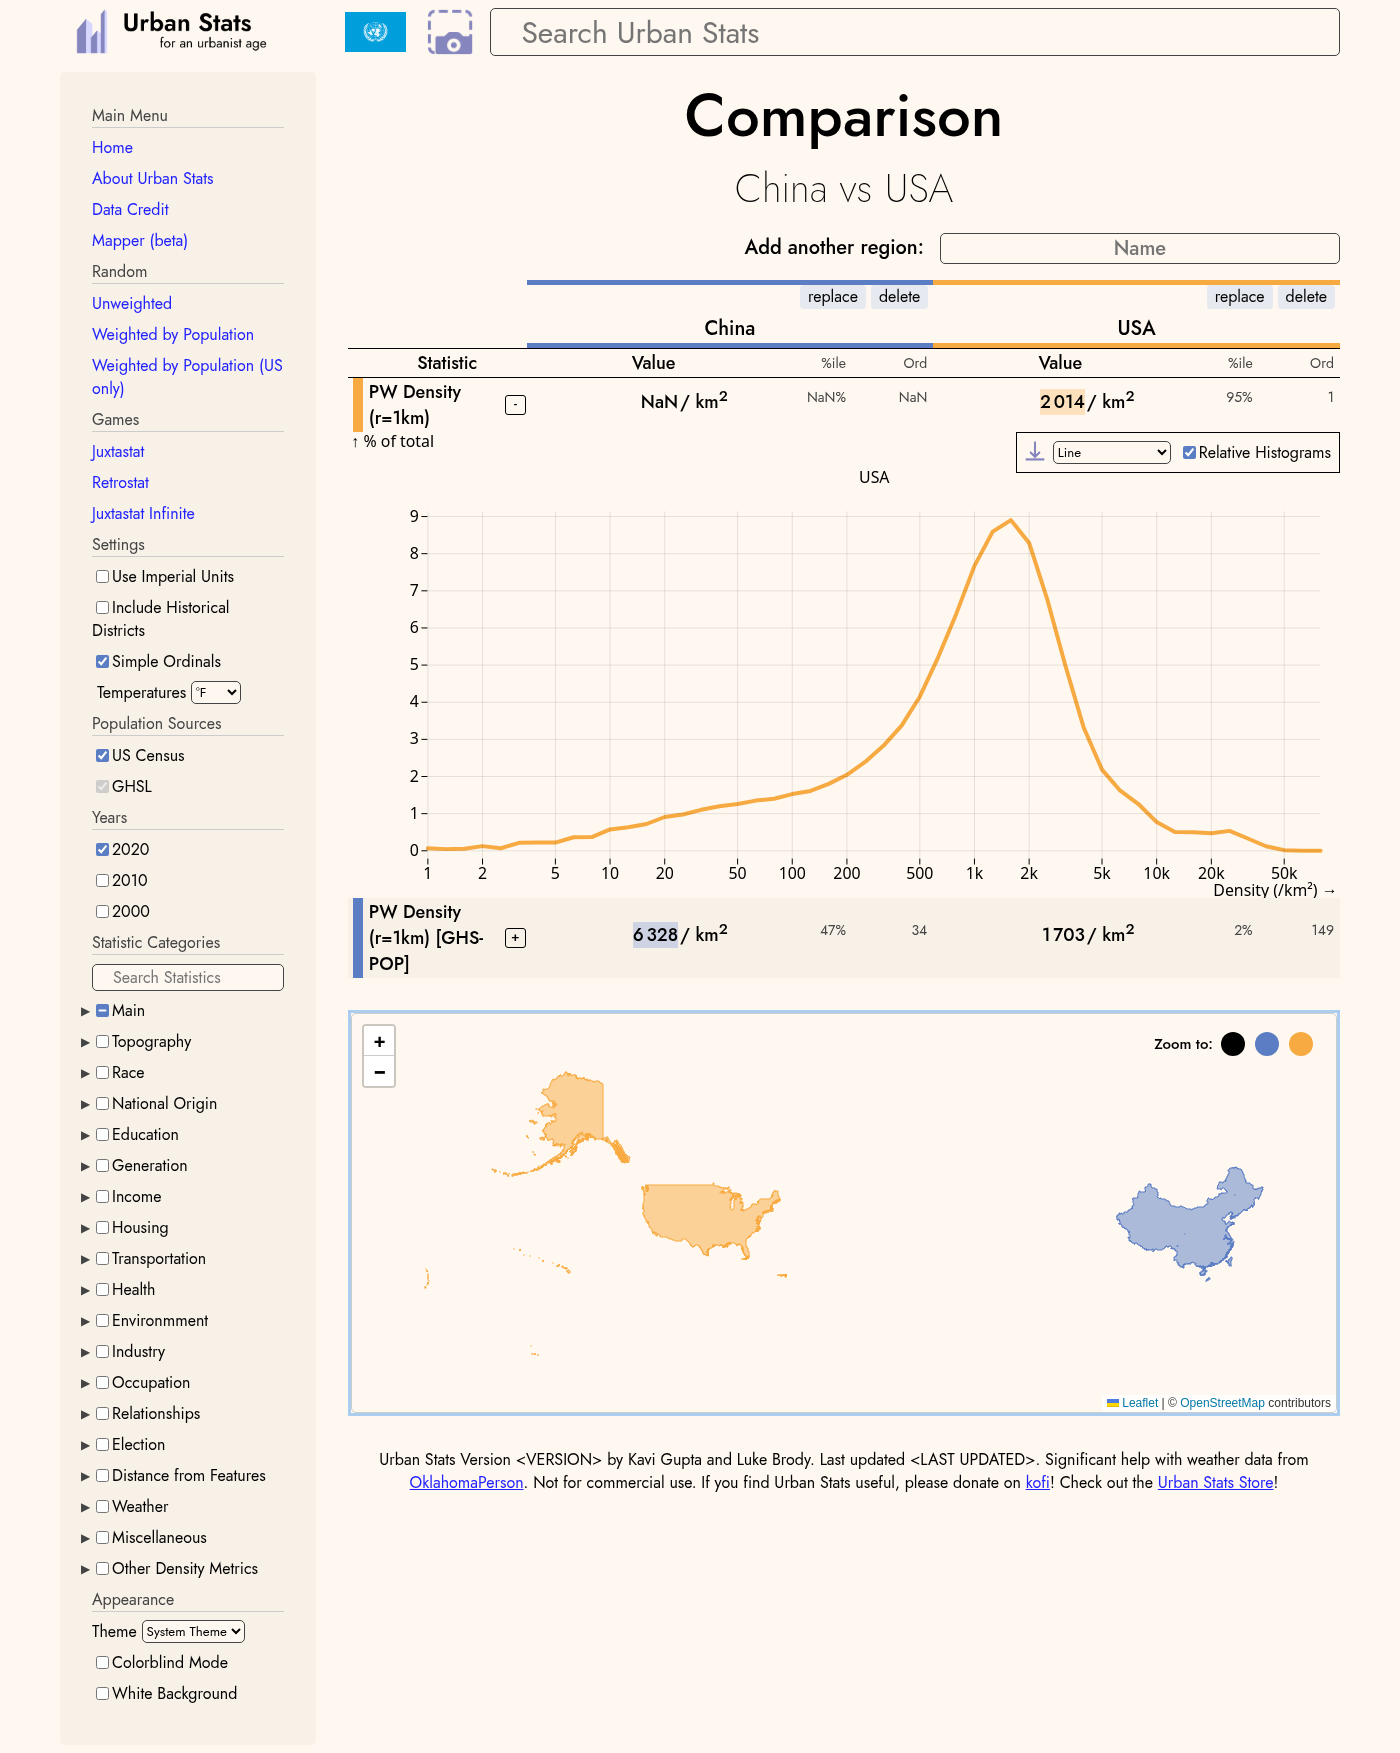 Urban Stats
for an urbanist age
Search Urban Stats
Main Menu
Home
About Urban Stats
Data Credit
Mapper (beta)
Random
Unweighted
Weighted by Population
Weighted by Population (US
only)
Games
Juxtastat
Retrostat
Juxtastat Infinite
Settings
Use Imperial Units
Include Historical
Districts
Simple Ordinals
Temperatures °F
Population Sources
US Census
GHSL
Years
2020
2010
2000
Statistic Categories
Search Statistics
Main
Topography
Race
National Origin
Education
Generation
Income
Housing
Transportation
Health
Environmment
Industry
Occupation
Relationships
Election
Distance from Features
Weather
Miscellaneous
Other Density Metrics
Appearance
Theme System Theme
Colorblind Mode
White Background
Comparison
China vs USA
Add another region: Name
replace delete replace delete
China USA
Statistic Value %ile Ord Value %ile Ord
PW Density
(r=1km) - NaN / km² NaN% NaN 2 014 / km² 95% 1
↑ % of total
Line Relative Histograms
USA
9
8
7
6
5
4
3
2
1
0
1 2 5 10 20 50 100 200 500 1k 2k 5k 10k 20k 50k
Density (/km²) →
PW Density
(r=1km) [GHS-
POP] + 6 328 / km² 47% 34 1 703 / km² 2% 149
+
−
Zoom to:
Leaflet | © OpenStreetMap contributors
Urban Stats Version <VERSION> by Kavi Gupta and Luke Brody. Last updated <LAST UPDATED>. Significant help with weather data from
OklahomaPerson. Not for commercial use. If you find Urban Stats useful, please donate on kofi! Check out the Urban Stats Store!